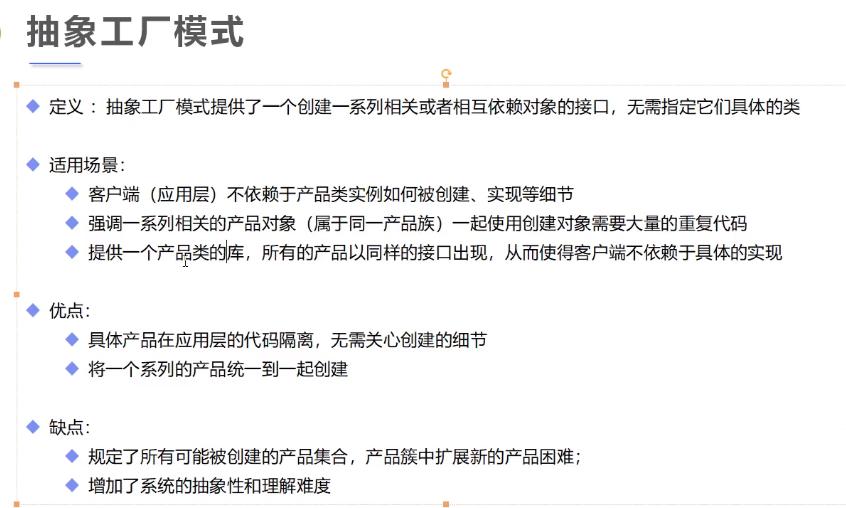 抽象工厂模式
定义：抽象工厂模式提供了一个创建一系列相关或者相互依赖对象的接口，无需指定它们具体的类
适用场景：
客户端（应用层）不依赖于产品类实例如何被创建、实现等细节
强调一系列相关的产品对象（属于同一产品族）一起使用创建对象需要大量的重复代码
提供一个产品类的库，所有的产品以同样的接口出现，从而使得客户端不依赖于具体的实现
优点：
具体产品在应用层的代码隔离，无需关心创建的细节
将一个系列的产品统一到一起创建
缺点：
规定了所有可能被创建的产品集合，产品簇中扩展新的产品困难；
增加了系统的抽象性和理解难度